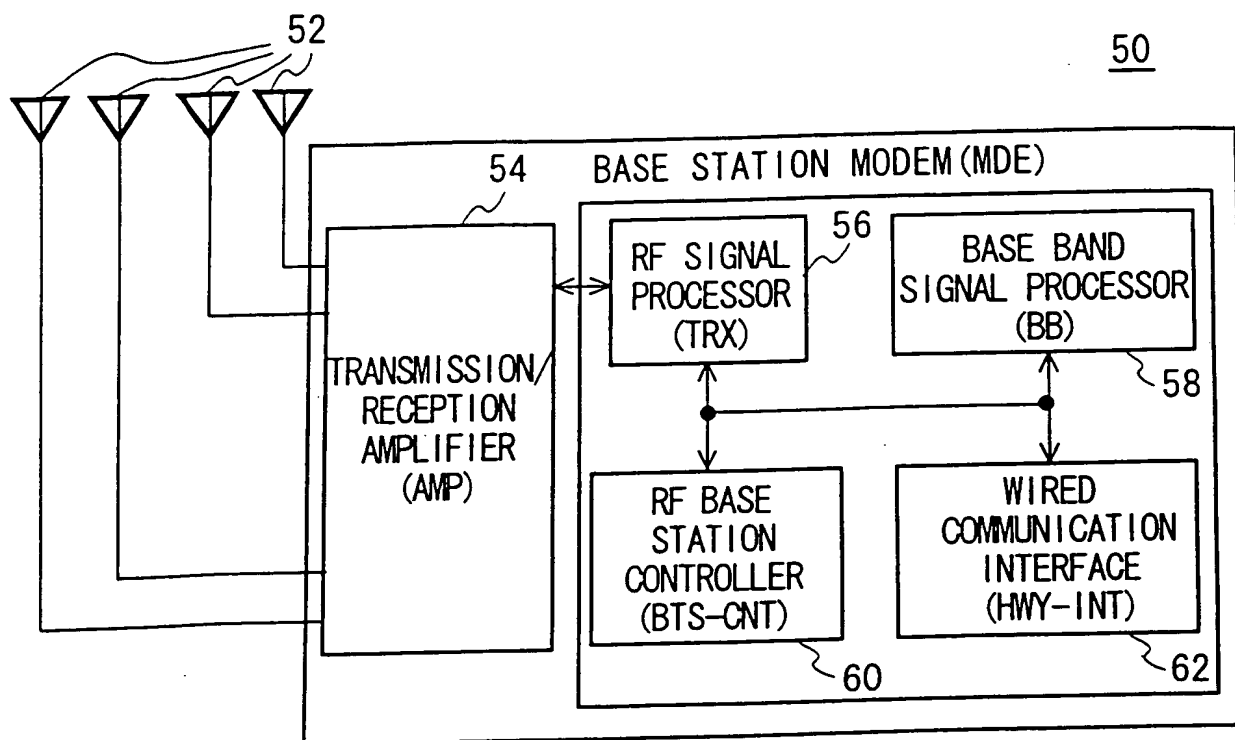 52
50
BASE STATION MODEM(MDE)
54
TRANSMISSION/
RECEPTION
AMPLIFIER
(AMP)
RF SIGNAL
PROCESSOR
(TRX)
56
BASE BAND
SIGNAL PROCESSOR
(BB)
58
RF BASE
STATION
CONTROLLER
(BTS-CNT)
60
WIRED
COMMUNICATION
INTERFACE
(HWY-INT)
62